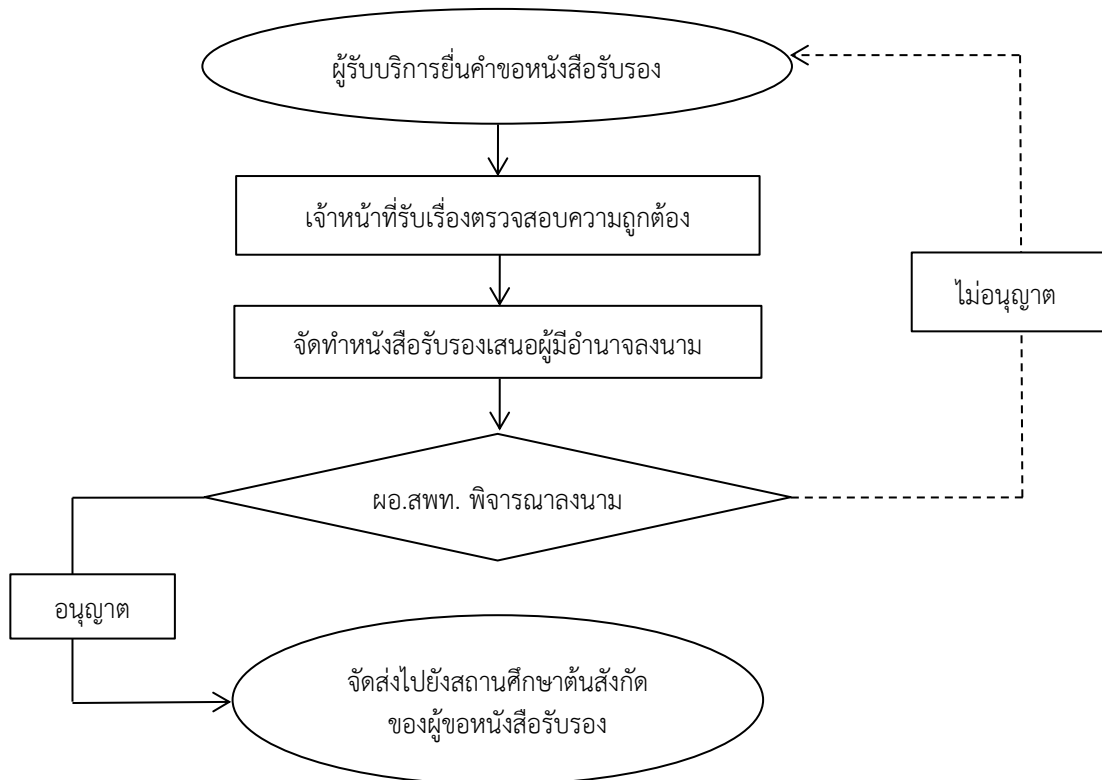 ผู้รับบริการยื่นคำขอหนังสือรับรอง
เจ้าหน้าที่รับเรื่องตรวจสอบความถูกต้อง
ไม่อนุญาต
จัดทำหนังสือรับรองเสนอผู้มีอำนาจลงนาม
ผอ.สพท. พิจารณาลงนาม
อนุญาต
จัดส่งไปยังสถานศึกษาต้นสังกัด
ของผู้ขอหนังสือรับรอง